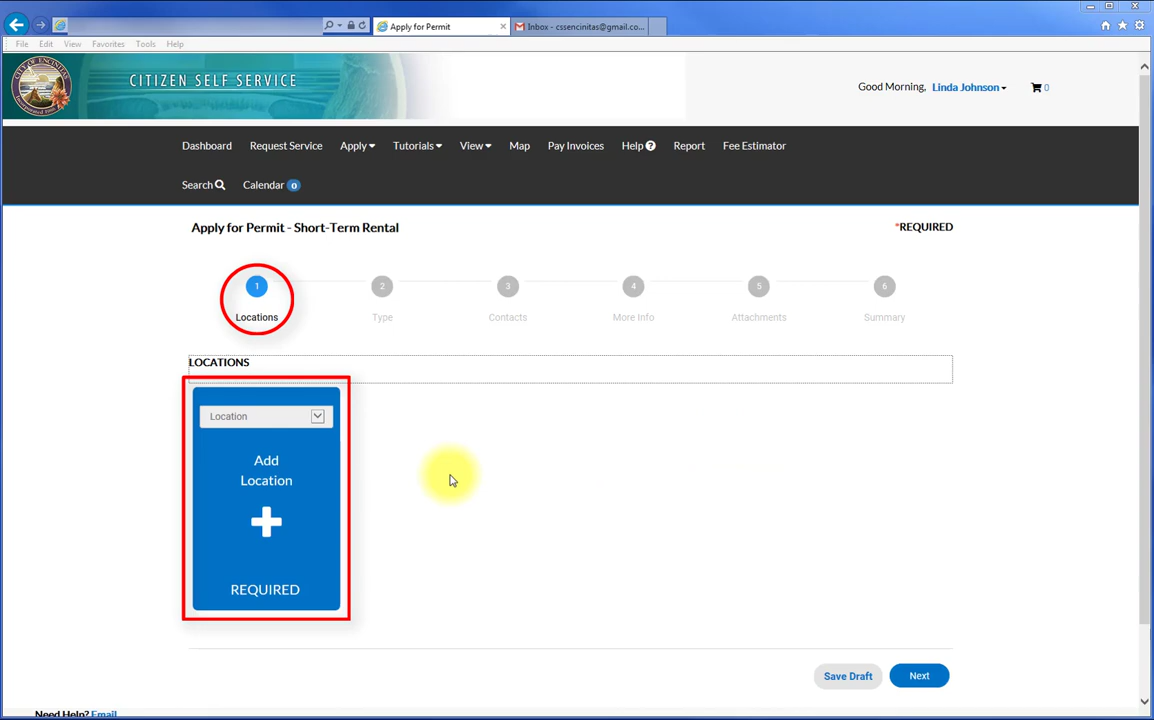 Apply for Permit
Inbox - cssencinitas@gmail.co...
File Edit View Favorites Tools Help
CITIZEN SELF SERVICE
Good Morning, Linda Johnson
0
Dashboard Request Service Apply Tutorials View Map Pay Invoices Help Report Fee Estimator
Search Calendar 0
Apply for Permit - Short-Term Rental
*REQUIRED
1 2 3 4 5 6
Locations Type Contacts More Info Attachments Summary
LOCATIONS
Location
Add
Location
REQUIRED
Save Draft Next
Need Help? Email